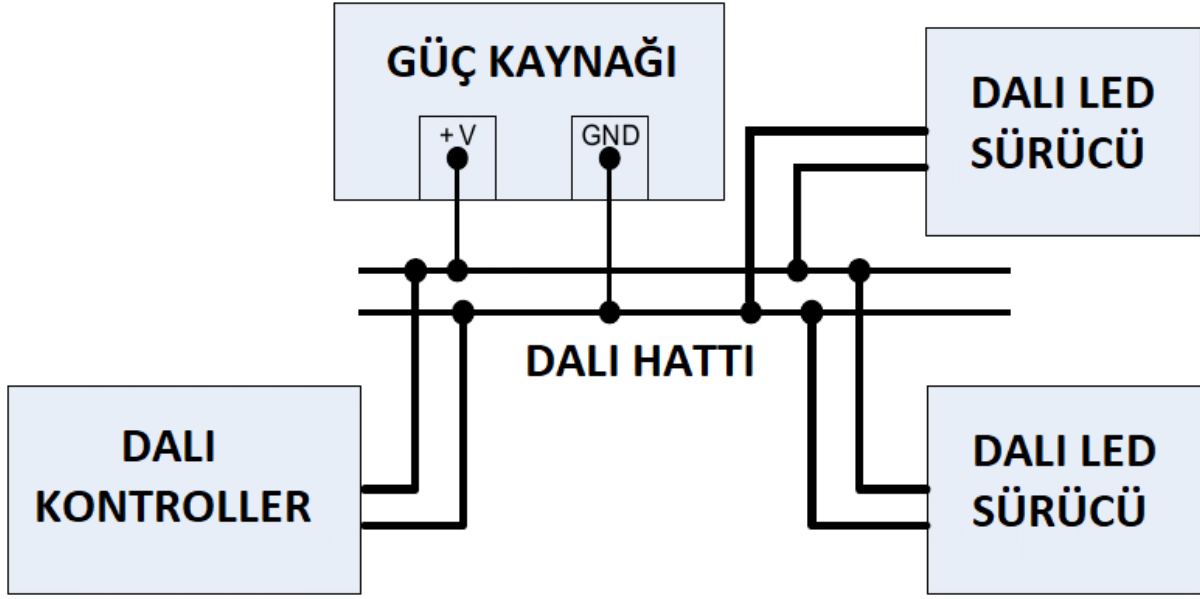 GÜÇ KAYNAĞI
+V
GND
DALI LED
SÜRÜCÜ
DALI HATTI
DALI
KONTROLLER
DALI LED
SÜRÜCÜ